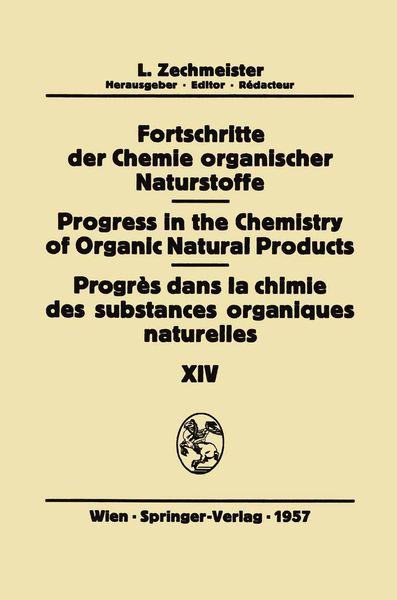 L. Zechmeister
Herausgeber · Editor · Rédacteur
Fortschritte
der Chemie organischer
Naturstoffe
Progress in the Chemistry
of Organic Natural Products
Progrès dans la chimie
des substances organiques
naturelles
XIV
Wien · Springer-Verlag · 1957